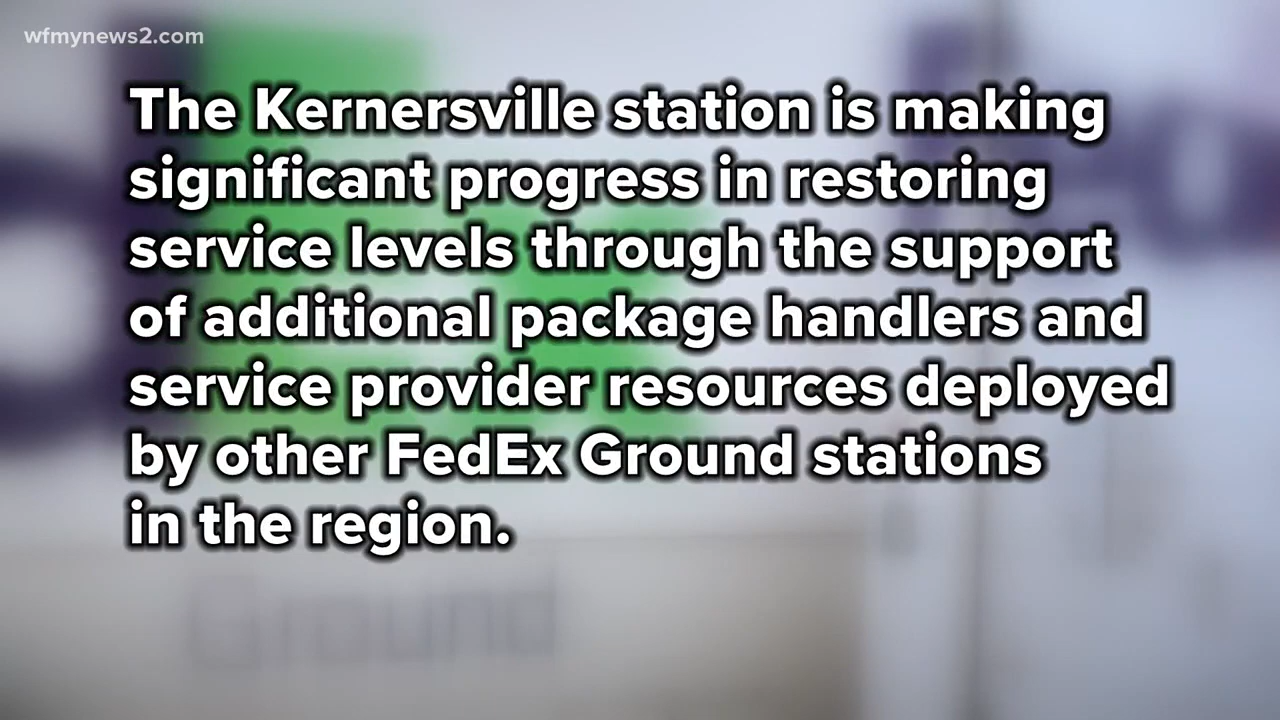 wfmynews2.com
The Kernersville station is making
significant progress in restoring
service levels through the support
of additional package handlers and
service provider resources deployed
by other FedEx Ground stations
in the region.
Ground